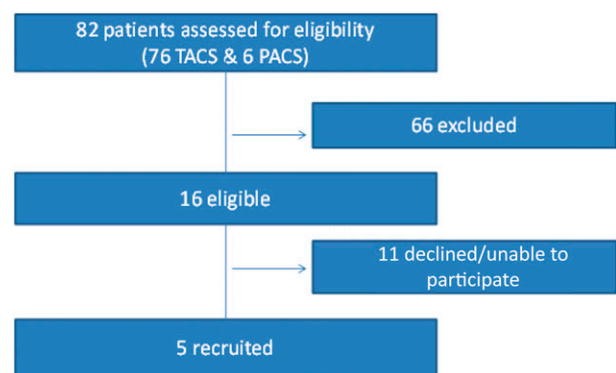 82 patients assessed for eligibility
(76 TACS & 6 PACS)
66 excluded
16 eligible
11 declined/unable to
participate
5 recruited